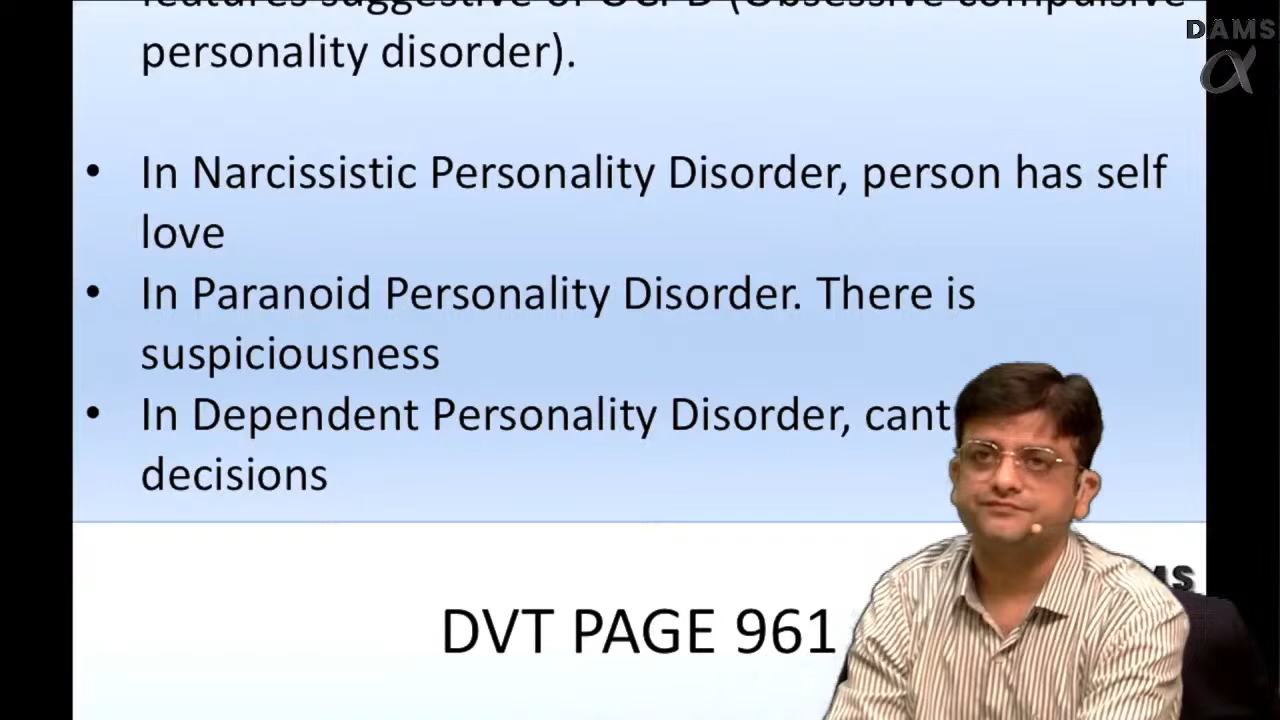 features suggestive of OCPD (Obsessive compulsive
personality disorder).
• In Narcissistic Personality Disorder, person has self
love
• In Paranoid Personality Disorder. There is
suspiciousness
• In Dependent Personality Disorder, cant
decisions
DVT PAGE 961
DAMS
α